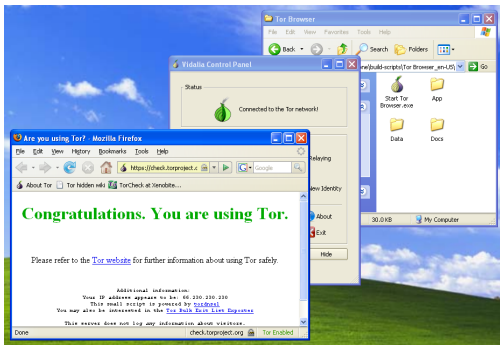 Tor Browser
File Edit View Favorites Tools Help
Back Search Folders
one\build-scripts\Tor Browser_en-US\ Go
Start Tor Browser.exe
App
Data
Docs
30.0 KB My Computer
Vidalia Control Panel
Status
Connected to the Tor network!
Relaying
New Identity
About
Exit
Hide
Are you using Tor? - Mozilla Firefox
File Edit View History Bookmarks Tools Help
https://check.torproject.c Google
About Tor Tor hidden wiki TorCheck at Xenobite...
Congratulations. You are using Tor.
Please refer to the Tor website for further information about using Tor safely.
Additional information:
Your IP address appears to be: 66.230.230.230
This small script is powered by tordnsel
You may also be interested in the Tor Bulk Exit List Exporter
This server does not log any information about visitors.
Done check.torproject.org Tor Enabled